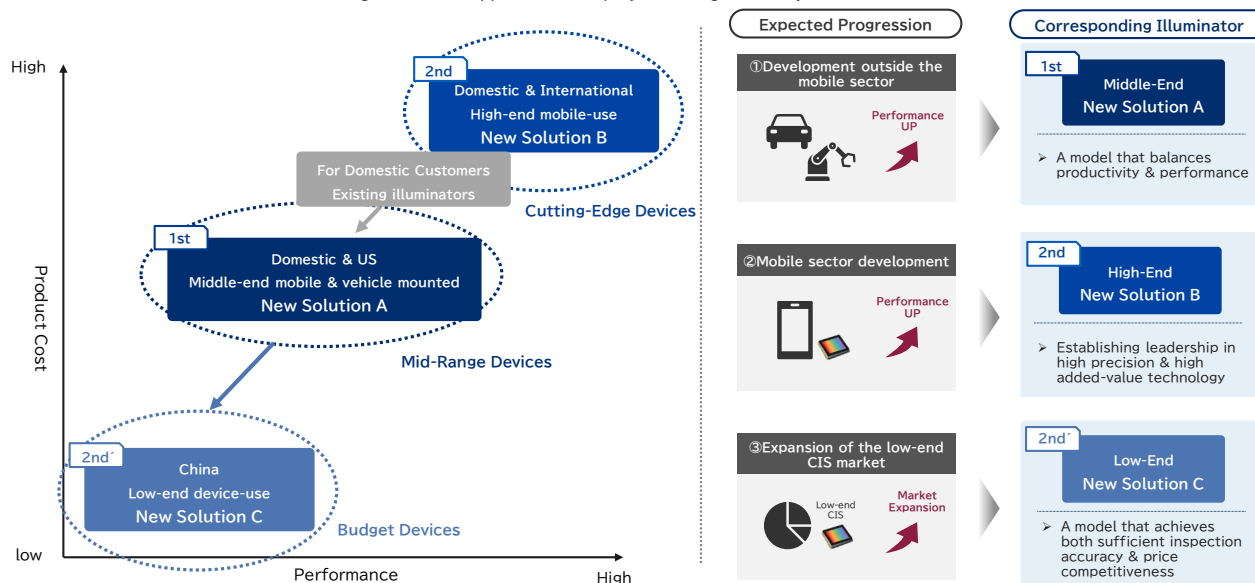 High
Product Cost
low
Performance
High
2nd
Domestic & International
High-end mobile-use
New Solution B
Cutting-Edge Devices
For Domestic Customers
Existing illuminators
1st
Domestic & US
Middle-end mobile & vehicle mounted
New Solution A
Mid-Range Devices
2nd´
China
Low-end device-use
New Solution C
Budget Devices
Expected Progression
①Development outside the
mobile sector
Performance
UP
②Mobile sector development
Performance
UP
③Expansion of the low-end
CIS market
Low-end
CIS
Market
Expansion
Corresponding Illuminator
1st
Middle-End
New Solution A
➢ A model that balances
productivity & performance
2nd
High-End
New Solution B
➢ Establishing leadership in
high precision & high
added-value technology
2nd´
Low-End
New Solution C
➢ A model that achieves
both sufficient inspection
accuracy & price
competitiveness